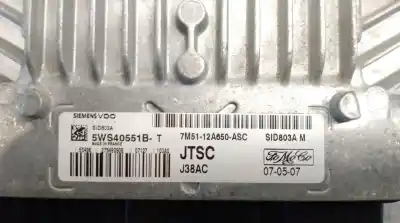 SIEMENS VDO
SID803A
5WS40551B- T
MADE IN FRANCE
7M51-12A650-ASC
SID803A M
JTSC
J38AC
FoMoCo
07-05-07